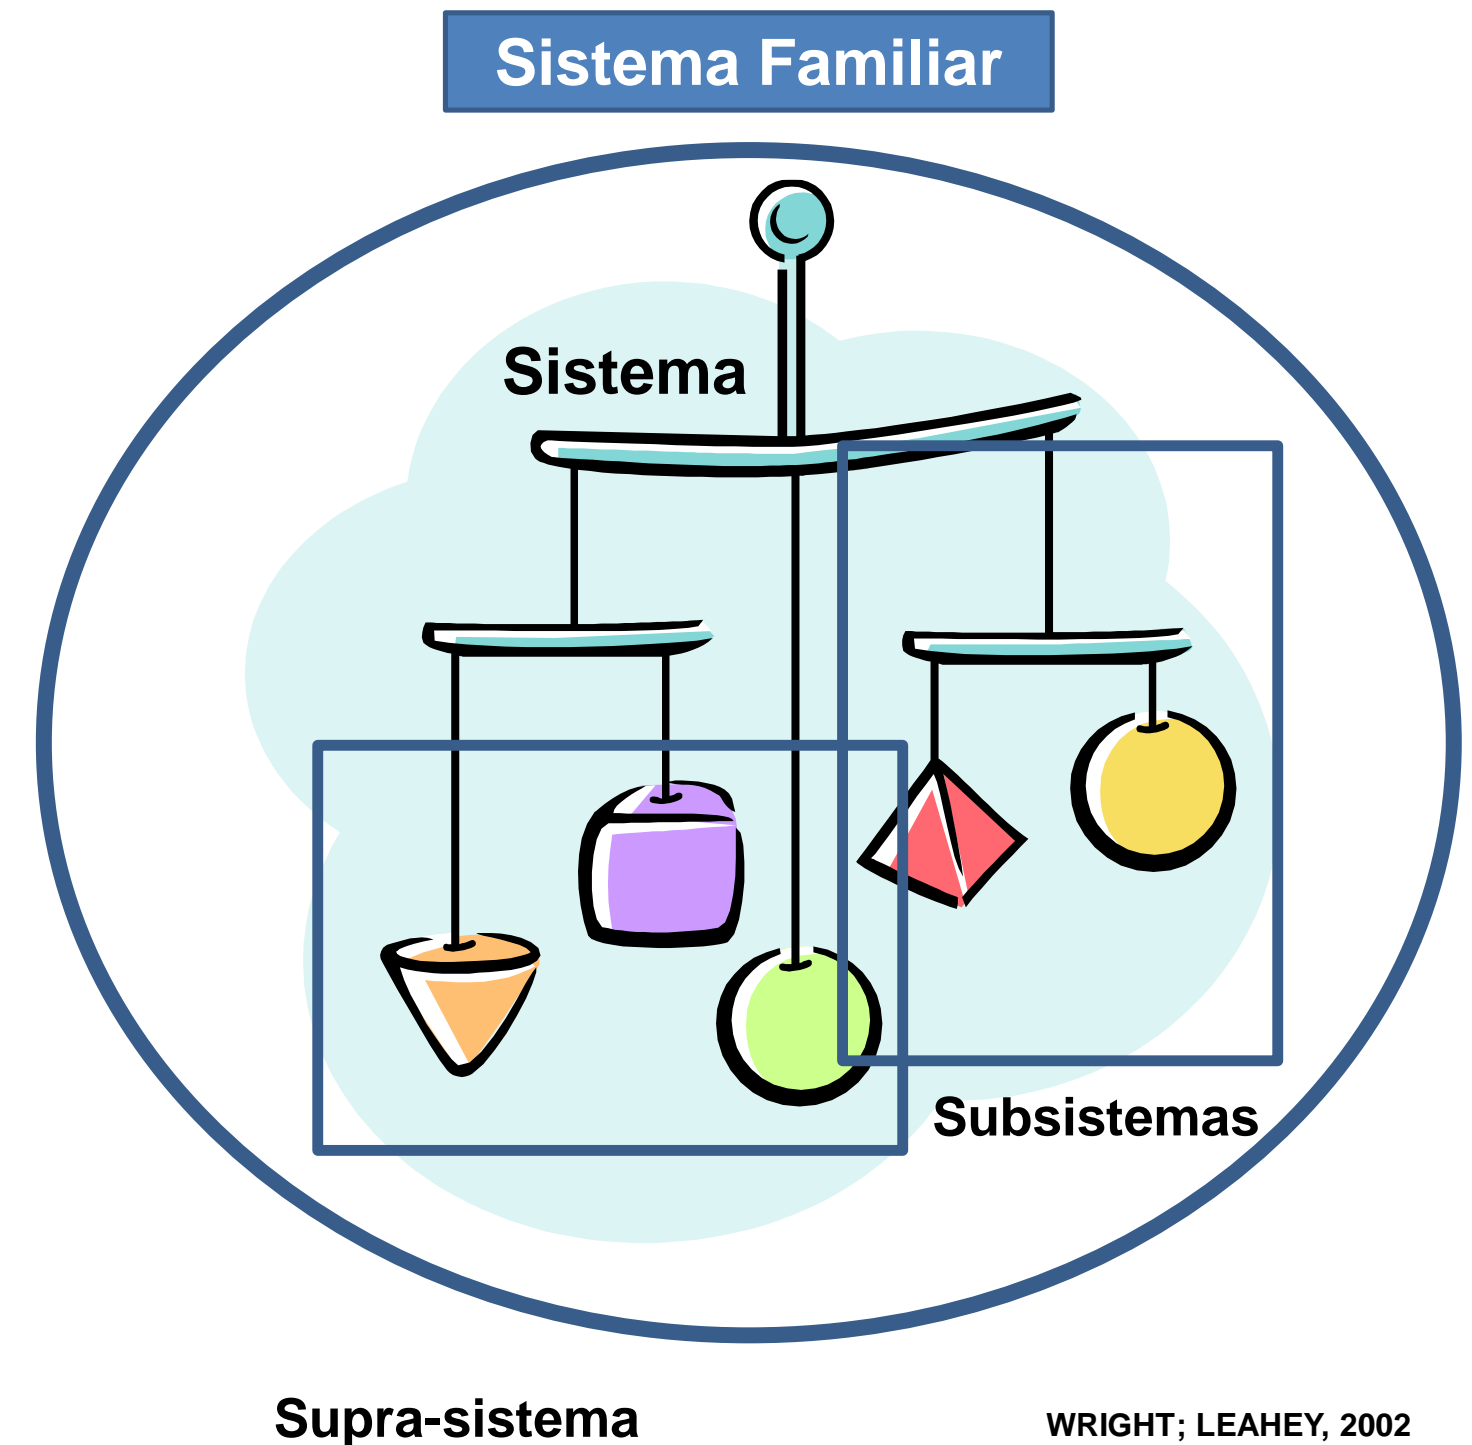 Sistema Familiar
Sistema
Subsistemas
Supra-sistema
WRIGHT; LEAHEY, 2002